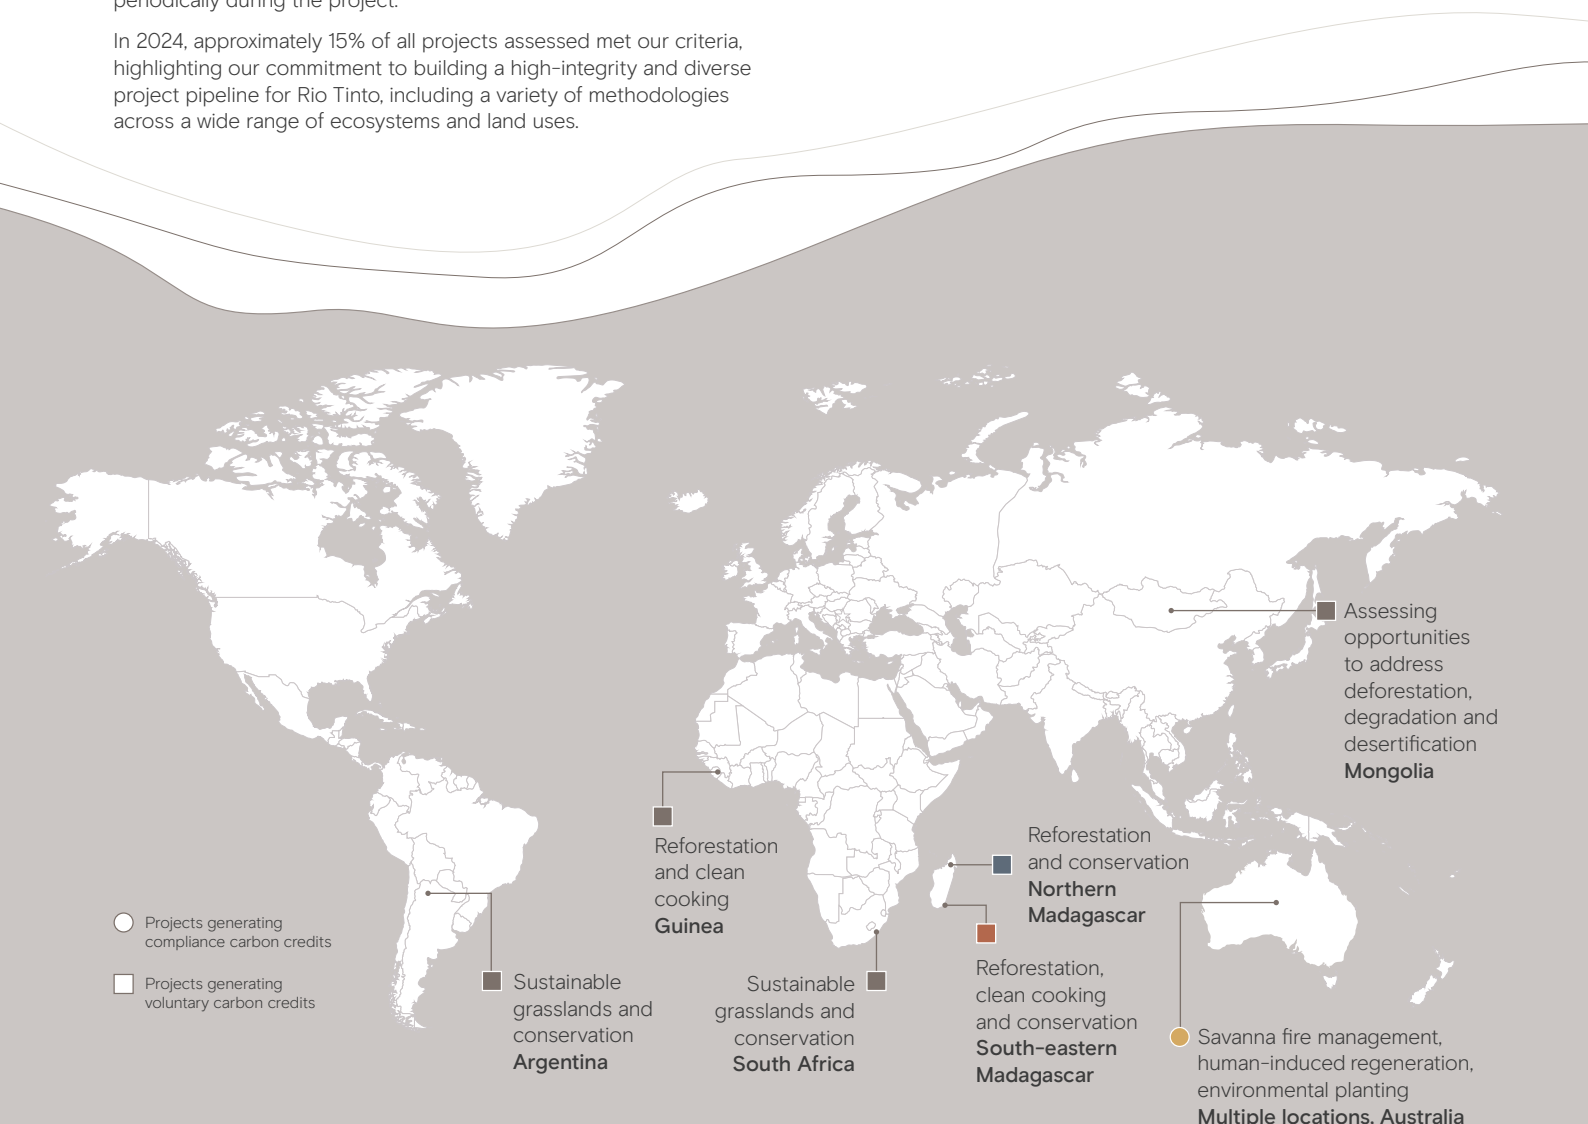 periodically during the project.
In 2024, approximately 15% of all projects assessed met our criteria,
highlighting our commitment to building a high-integrity and diverse
project pipeline for Rio Tinto, including a variety of methodologies
across a wide range of ecosystems and land uses.
Assessing
opportunities
to address
deforestation,
degradation and
desertification
Mongolia
Reforestation
and clean
cooking
Guinea
Reforestation
and conservation
Northern
Madagascar
Projects generating
compliance carbon credits
Projects generating
voluntary carbon credits
Sustainable
grasslands and
conservation
Argentina
Sustainable
grasslands and
conservation
South Africa
Reforestation,
clean cooking
and conservation
South-eastern
Madagascar
Savanna fire management,
human-induced regeneration,
environmental planting
Multiple locations, Australia